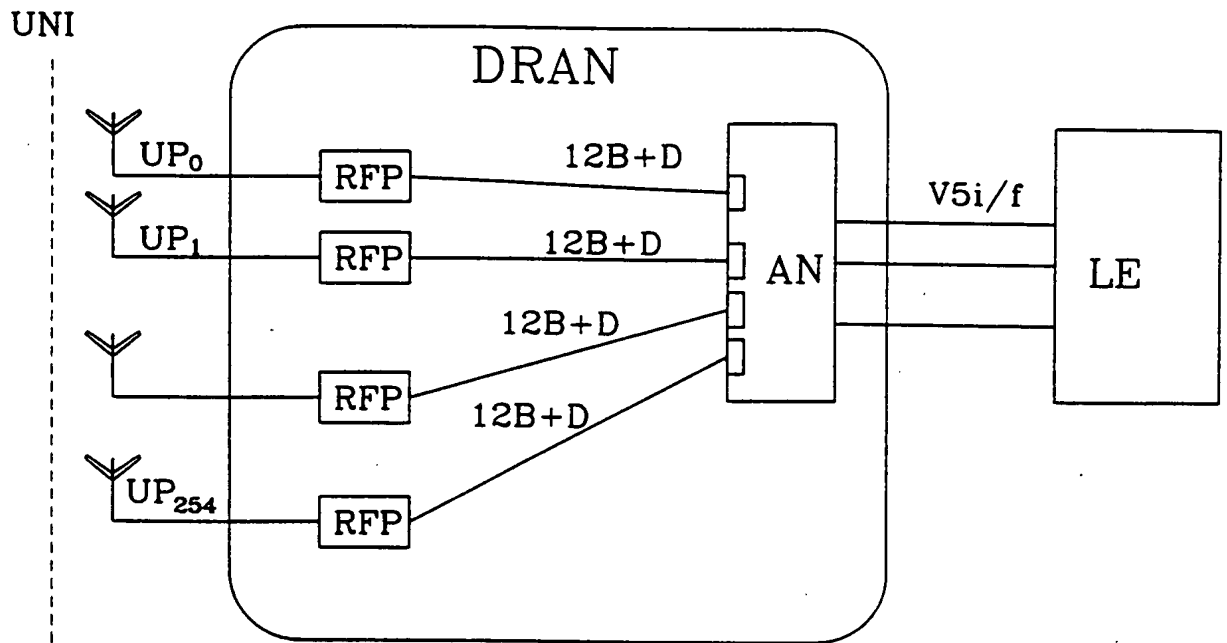 UNI
DRAN
UP₀
RFP
12B+D
UP₁
RFP
12B+D
AN
V5i/f
LE
RFP
12B+D
UP₂₅₄
RFP
12B+D